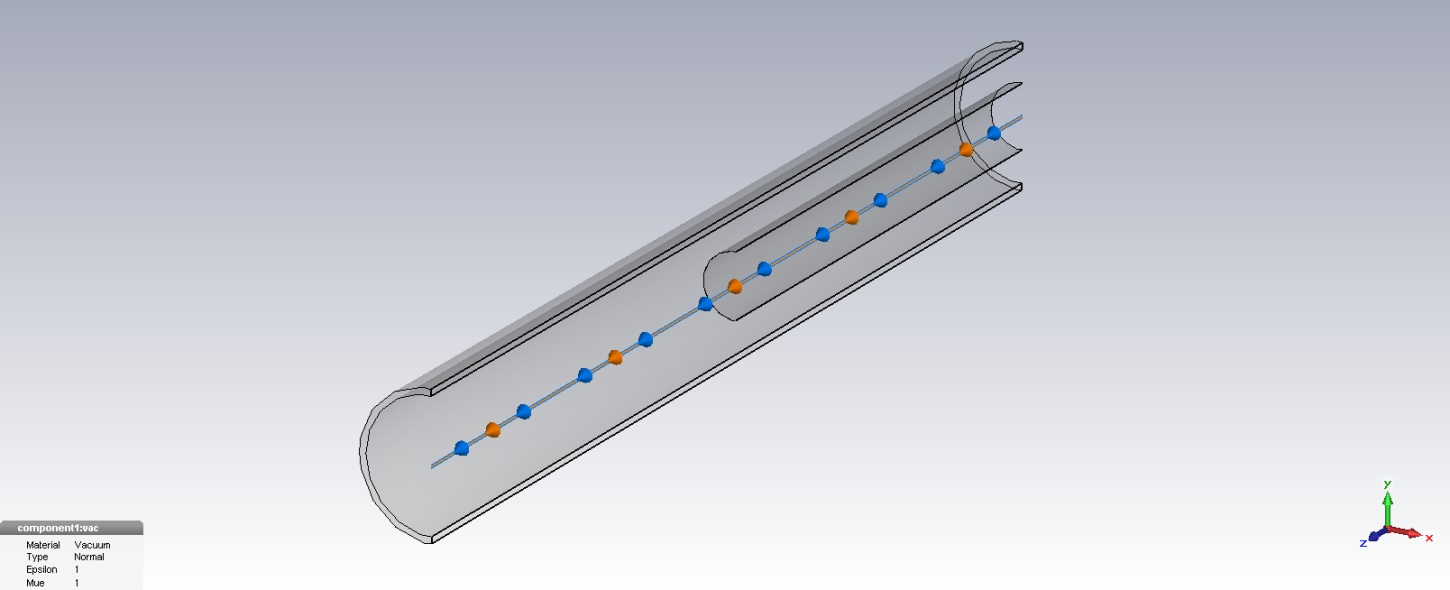 component1:vac
Material Vacuum
Type Normal
Epsilon 1
Mue 1
y
z
x